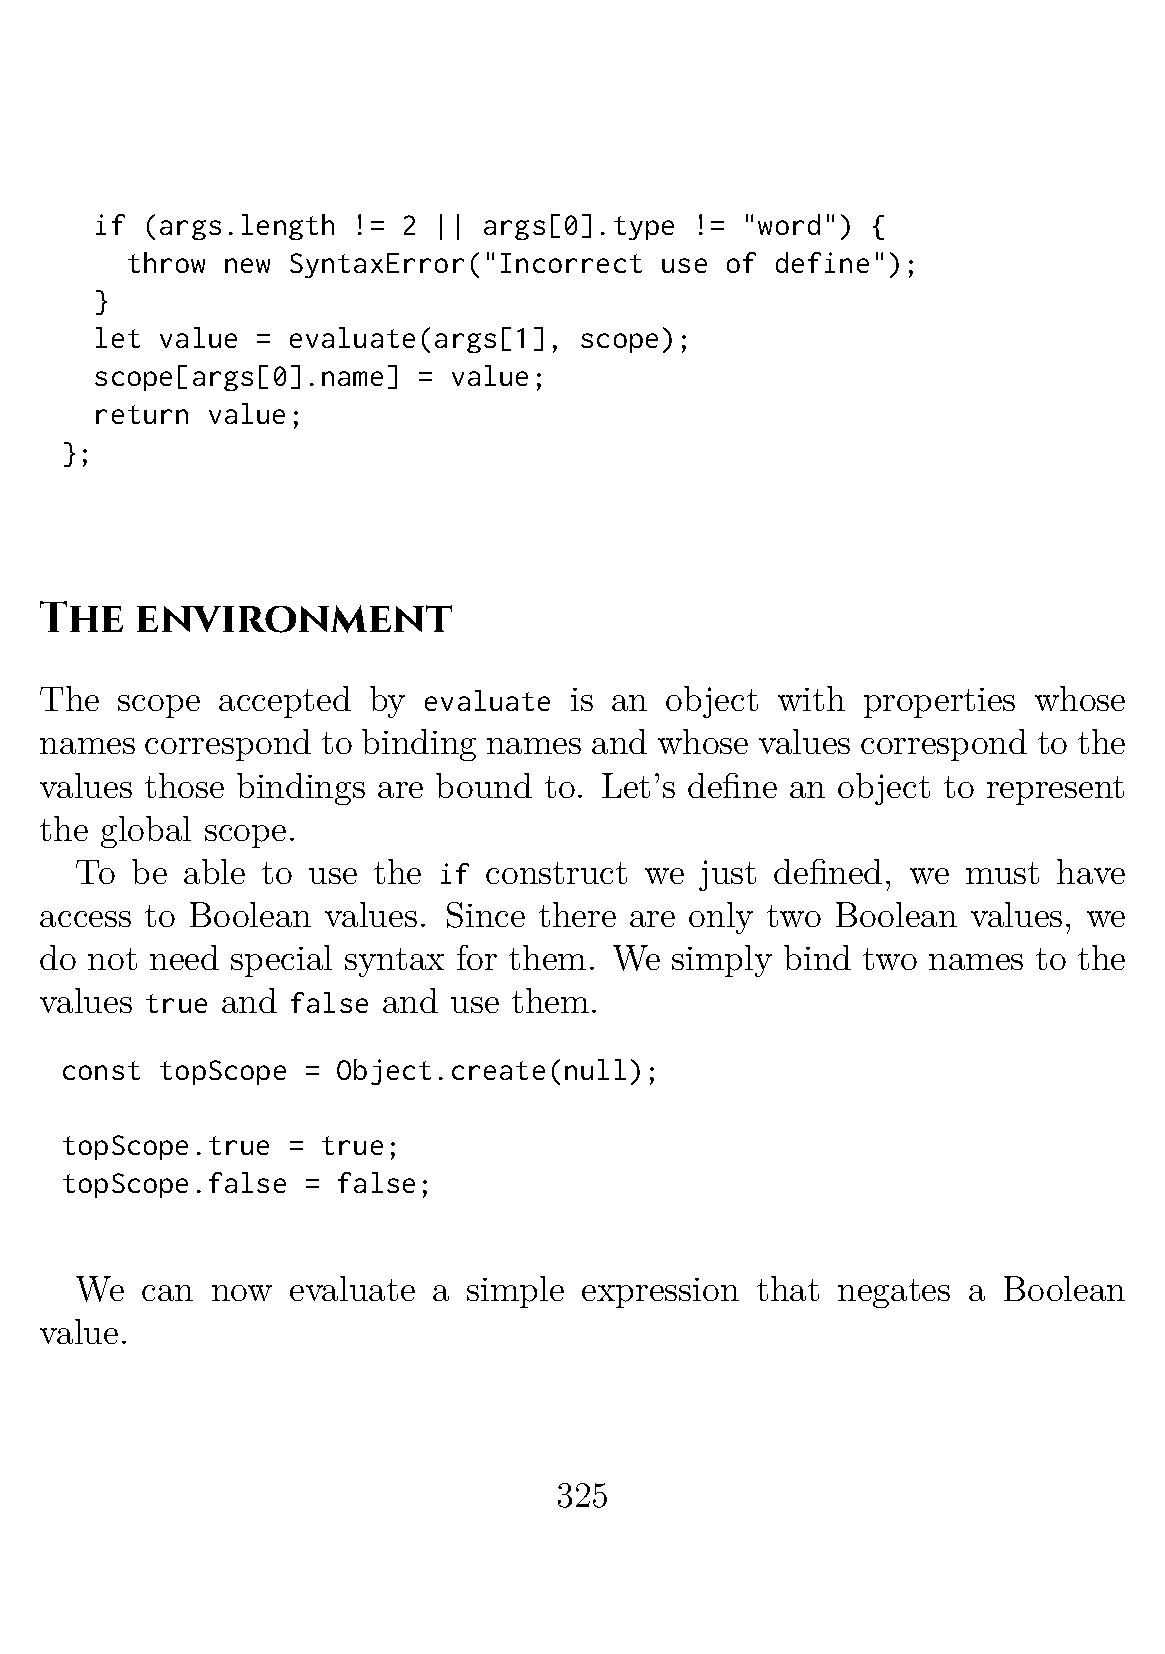 if (args.length != 2 || args[0].type != "word") {
throw new SyntaxError("Incorrect use of define");
}
let value = evaluate(args[1], scope);
scope[args[0].name] = value;
return value;
};
The environment
The scope accepted by evaluate is an object with properties whose
names correspond to binding names and whose values correspond to the
values those bindings are bound to. Let's define an object to represent
the global scope.
To be able to use the if construct we just defined, we must have
access to Boolean values. Since there are only two Boolean values, we
do not need special syntax for them. We simply bind two names to the
values true and false and use them.
const topScope = Object.create(null);
topScope.true = true;
topScope.false = false;
We can now evaluate a simple expression that negates a Boolean
value.
325